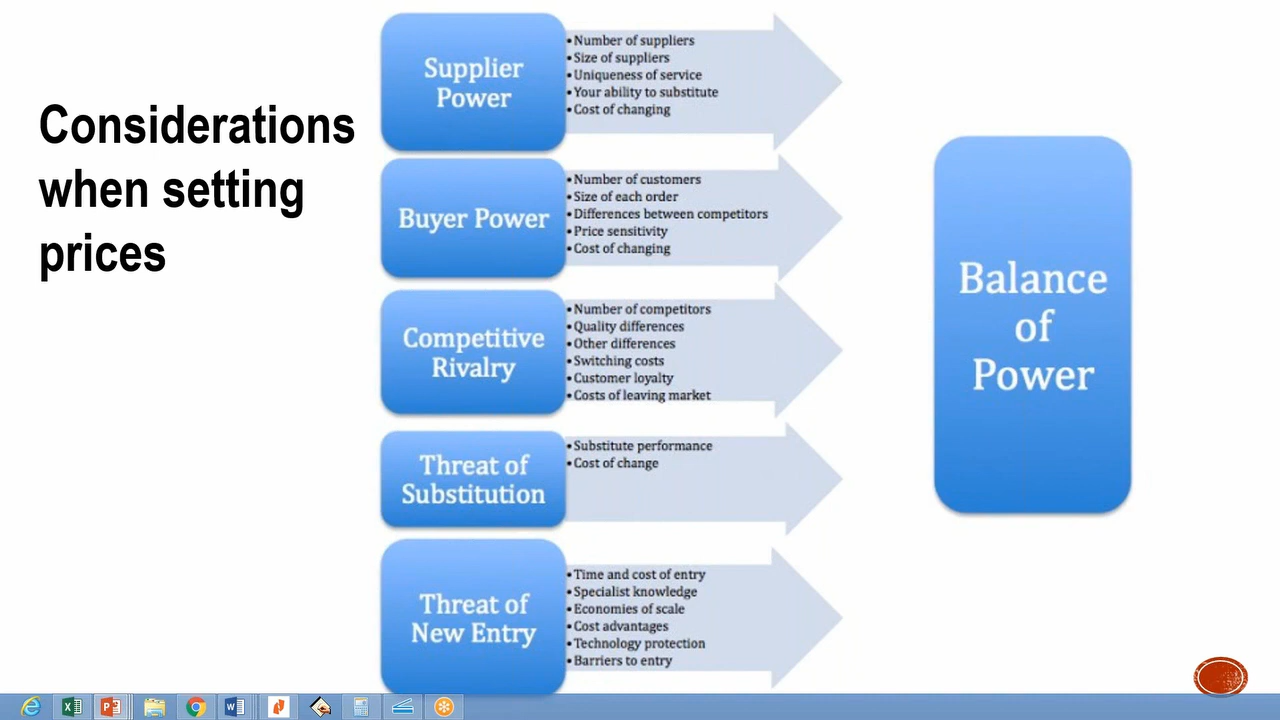 Considerations
when setting
prices
Supplier
Power
•Number of suppliers
•Size of suppliers
•Uniqueness of service
•Your ability to substitute
•Cost of changing
Buyer Power
•Number of customers
•Size of each order
•Differences between competitors
•Price sensitivity
•Cost of changing
Competitive
Rivalry
•Number of competitors
•Quality differences
•Other differences
•Switching costs
•Customer loyalty
•Costs of leaving market
Threat of
Substitution
•Substitute performance
•Cost of change
Threat of
New Entry
•Time and cost of entry
•Specialist knowledge
•Economies of scale
•Cost advantages
•Technology protection
•Barriers to entry
Balance
of
Power